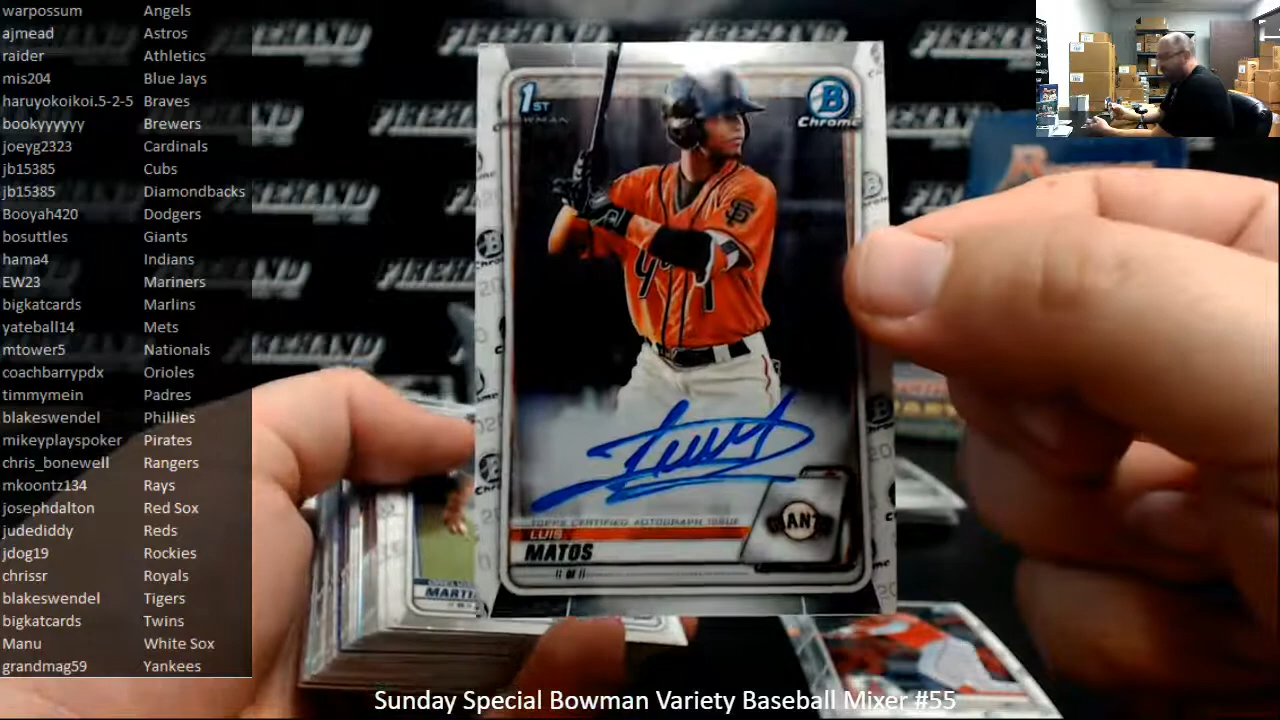 warpossum Angels
ajmead Astros
raider Athletics
mis204 Blue Jays
haruyokoikoi.5-2-5 Braves
bookyyyyyy Brewers
joeyg2323 Cardinals
jb15385 Cubs
jb15385 Diamondbacks
Booyah420 Dodgers
bosuttles Giants
hama4 Indians
EW23 Mariners
bigkatcards Marlins
yateball14 Mets
mtower5 Nationals
coachbarrypdx Orioles
timmymein Padres
blakeswendel Phillies
mikeyplayspoker Pirates
chris_bonewell Rangers
mkoontz134 Rays
josephdalton Red Sox
judediddy Reds
jdog19 Rockies
chrissr Royals
blakeswendel Tigers
bigkatcards Twins
Manu White Sox
grandmag59 Yankees
FIREHAND
1ST
B
Chrome
SF
TOPPS CERTIFIED AUTOGRAPH ISSUE
LUIS
MATOS
GIANTS
MARTI
Sunday Special Bowman Variety Baseball Mixer #55